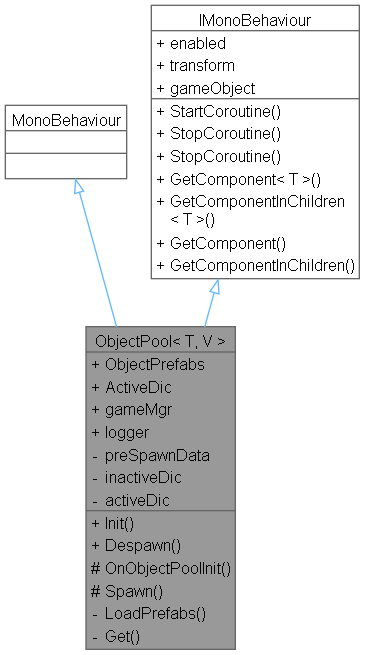 IMonoBehaviour
+ enabled
+ transform
+ gameObject
+ StartCoroutine()
+ StopCoroutine()
+ StopCoroutine()
+ GetComponent< T >()
+ GetComponentInChildren
< T >()
+ GetComponent()
+ GetComponentInChildren()
MonoBehaviour
ObjectPool< T, V >
+ ObjectPrefabs
+ ActiveDic
+ gameMgr
+ logger
- preSpawnData
- inactiveDic
- activeDic
+ Init()
+ Despawn()
# OnObjectPoolInit()
# Spawn()
- LoadPrefabs()
- Get()